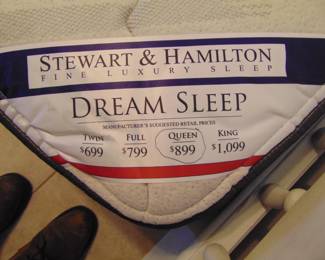 STEWART & HAMILTON
FINE LUXURY SLEEP
DREAM SLEEP
MANUFACTURER'S SUGGESTED RETAIL PRICES
TWIN FULL QUEEN KING
$699 $799 $899 $1,099